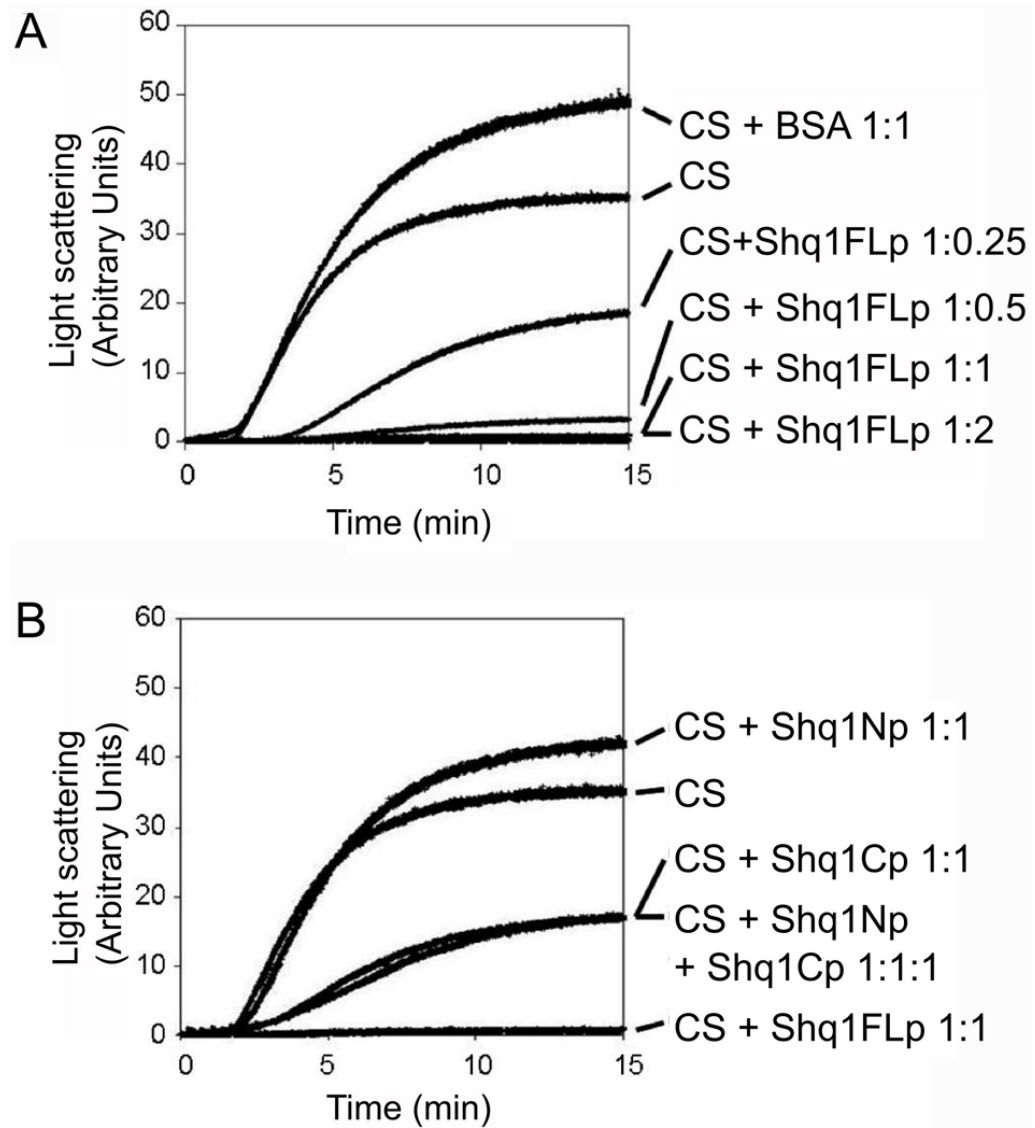 A
Light scattering
(Arbitrary Units)
60
50
40
30
20
10
0
0 5 10 15
Time (min)
CS + BSA 1:1
CS
CS+Shq1FLp 1:0.25
CS + Shq1FLp 1:0.5
CS + Shq1FLp 1:1
CS + Shq1FLp 1:2
B
Light scattering
(Arbitrary Units)
60
50
40
30
20
10
0
0 5 10 15
Time (min)
CS + Shq1Np 1:1
CS
CS + Shq1Cp 1:1
CS + Shq1Np
+ Shq1Cp 1:1:1
CS + Shq1FLp 1:1